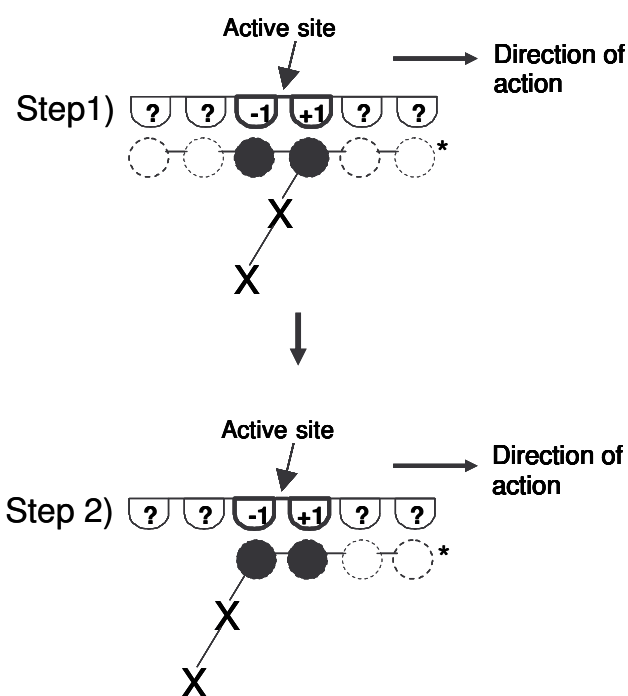 Active site
Direction of
action
Step1) ? ? -1 +1 ? ?
*
X
X
Active site
Direction of
action
Step 2) ? ? -1 +1 ? ?
*
X
X